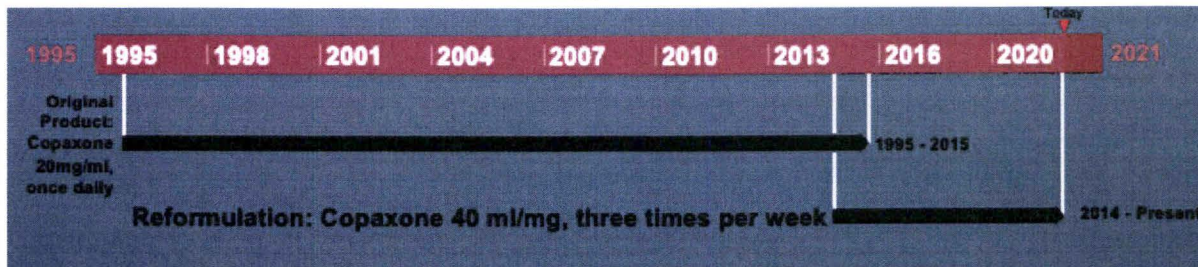 Today
1995 1995 1998 2001 2004 2007 2010 2013 2016 2020 2021
Original
Product:
Copaxone
20mg/ml,
once daily
1995 - 2015
Reformulation: Copaxone 40 ml/mg, three times per week
2014 - Present